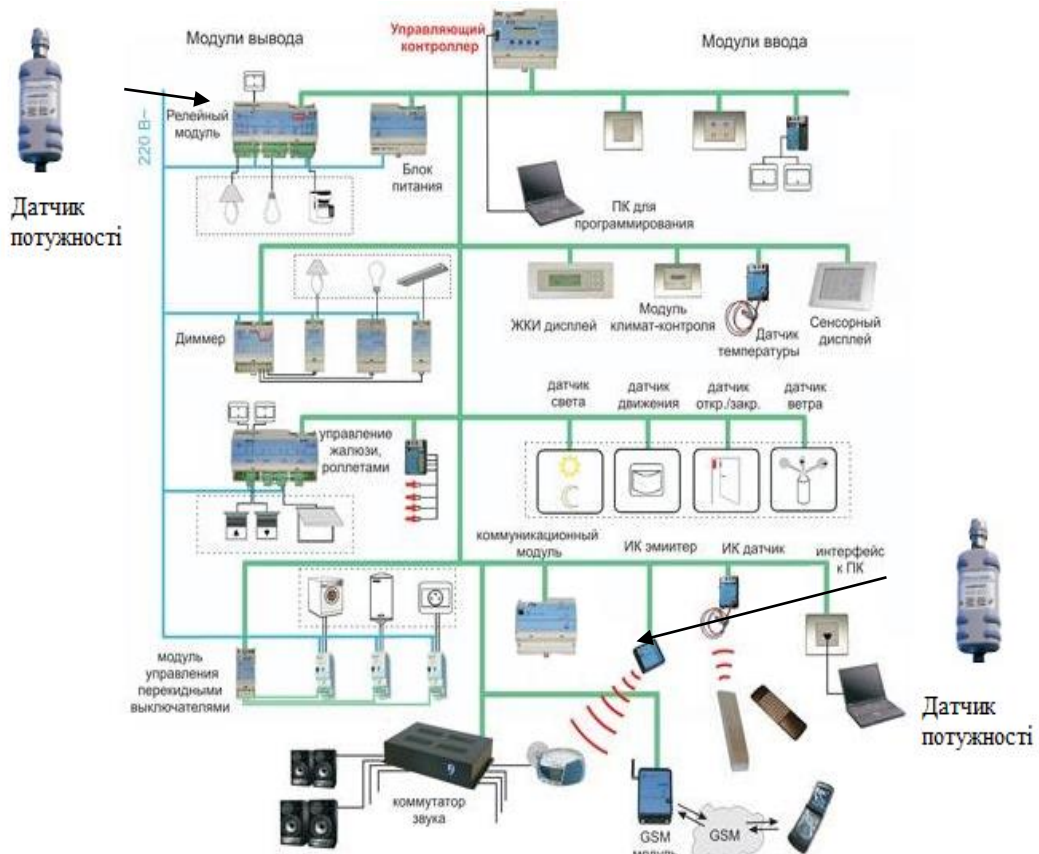 Модули вывода
Управляющий
контроллер
Модули ввода
220 В~
Релейный
модуль
Блок
питания
ПК для
программирования
Датчик
потужності
ЖКИ дисплей
Модуль
климат-контроля
Датчик
температуры
Сенсорный
дисплей
Диммер
датчик
света
датчик
движения
датчик
откр./закр.
датчик
ветра
управление
жалюзи,
роллетами
коммуникационный
модуль
ИК эмиитер
ИК датчик
интерфейс
к ПК
модуль
управления
перекидными
выключателями
Датчик
потужності
коммутатор
звука
GSM
модуль
GSM